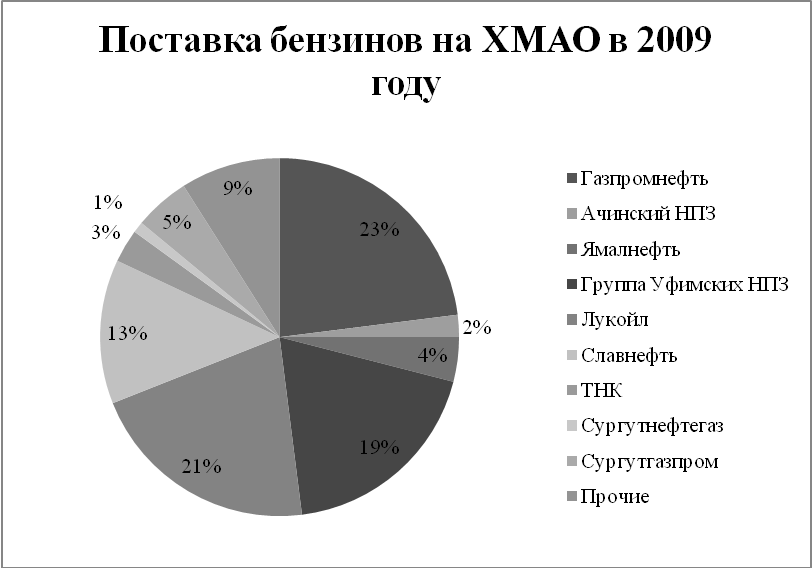 Поставка бензинов на ХМАО в 2009
году
23%
2%
4%
19%
21%
13%
3%
1%
5%
9%
Газпромнефть
Ачинский НПЗ
Ямалнефть
Группа Уфимских НПЗ
Лукойл
Славнефть
ТНК
Сургутнефтегаз
Сургутгазпром
Прочие